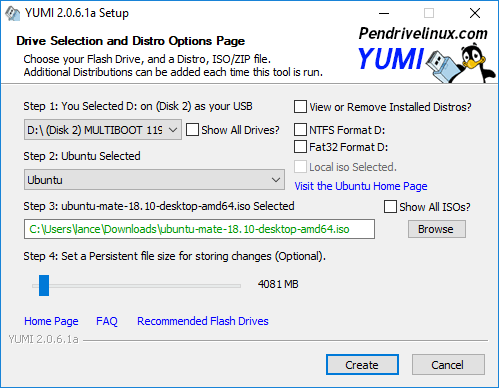 YUMI 2.0.6.1a Setup
Drive Selection and Distro Options Page
Choose your Flash Drive, and a Distro, ISO/ZIP file.
Additional Distributions can be added each time this tool is run.
Pendrivelinux.com
YUMI
Step 1: You Selected D: on (Disk 2) as your USB
D:\ (Disk 2) MULTIBOOT 119
Show All Drives?
View or Remove Installed Distros?
NTFS Format D:
Fat32 Format D:
Step 2: Ubuntu Selected
Local iso Selected.
Ubuntu
Visit the Ubuntu Home Page
Step 3: ubuntu-mate-18.10-desktop-amd64.iso Selected
Show All ISOs?
C:\Users\lance\Downloads\ubuntu-mate-18.10-desktop-amd64.iso
Browse
Step 4: Set a Persistent file size for storing changes (Optional).
4081 MB
Home Page FAQ Recommended Flash Drives
YUMI 2.0.6.1a
Create Cancel